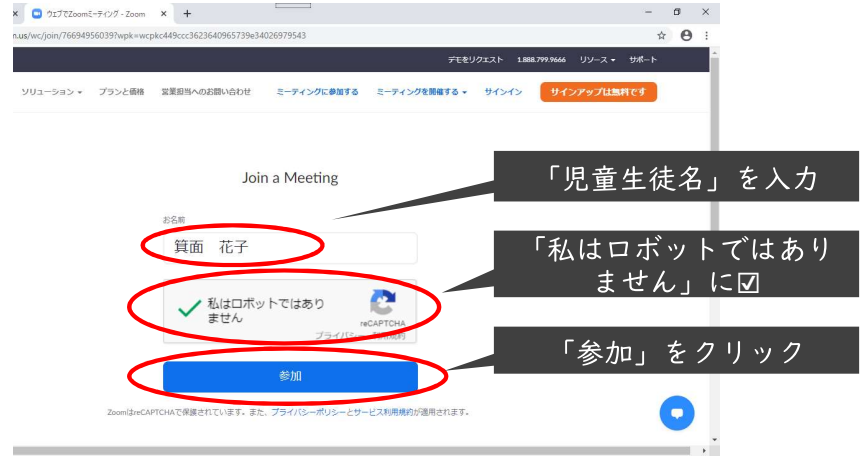 ウェブでZoomミーティング - Zoom
n.us/wc/join/76694956039?wpk=wcpkc449ccc3623640965739e34026979543
デモをリクエスト 1.888.799.9666 リソース サポート
ソリューション プランと価格 営業担当へのお問い合わせ ミーティングに参加する ミーティングを開催する サインイン サインアップは無料です
Join a Meeting
「児童生徒名」を入力
お名前
箕面 花子
「私はロボットではあり
ません」に☑
私はロボットではあり
ません
reCAPTCHA
プライバシー - 利用規約
「参加」をクリック
参加
ZoomはreCAPTCHAで保護されています。また、プライバシーポリシーとサービス利用規約が適用されます。